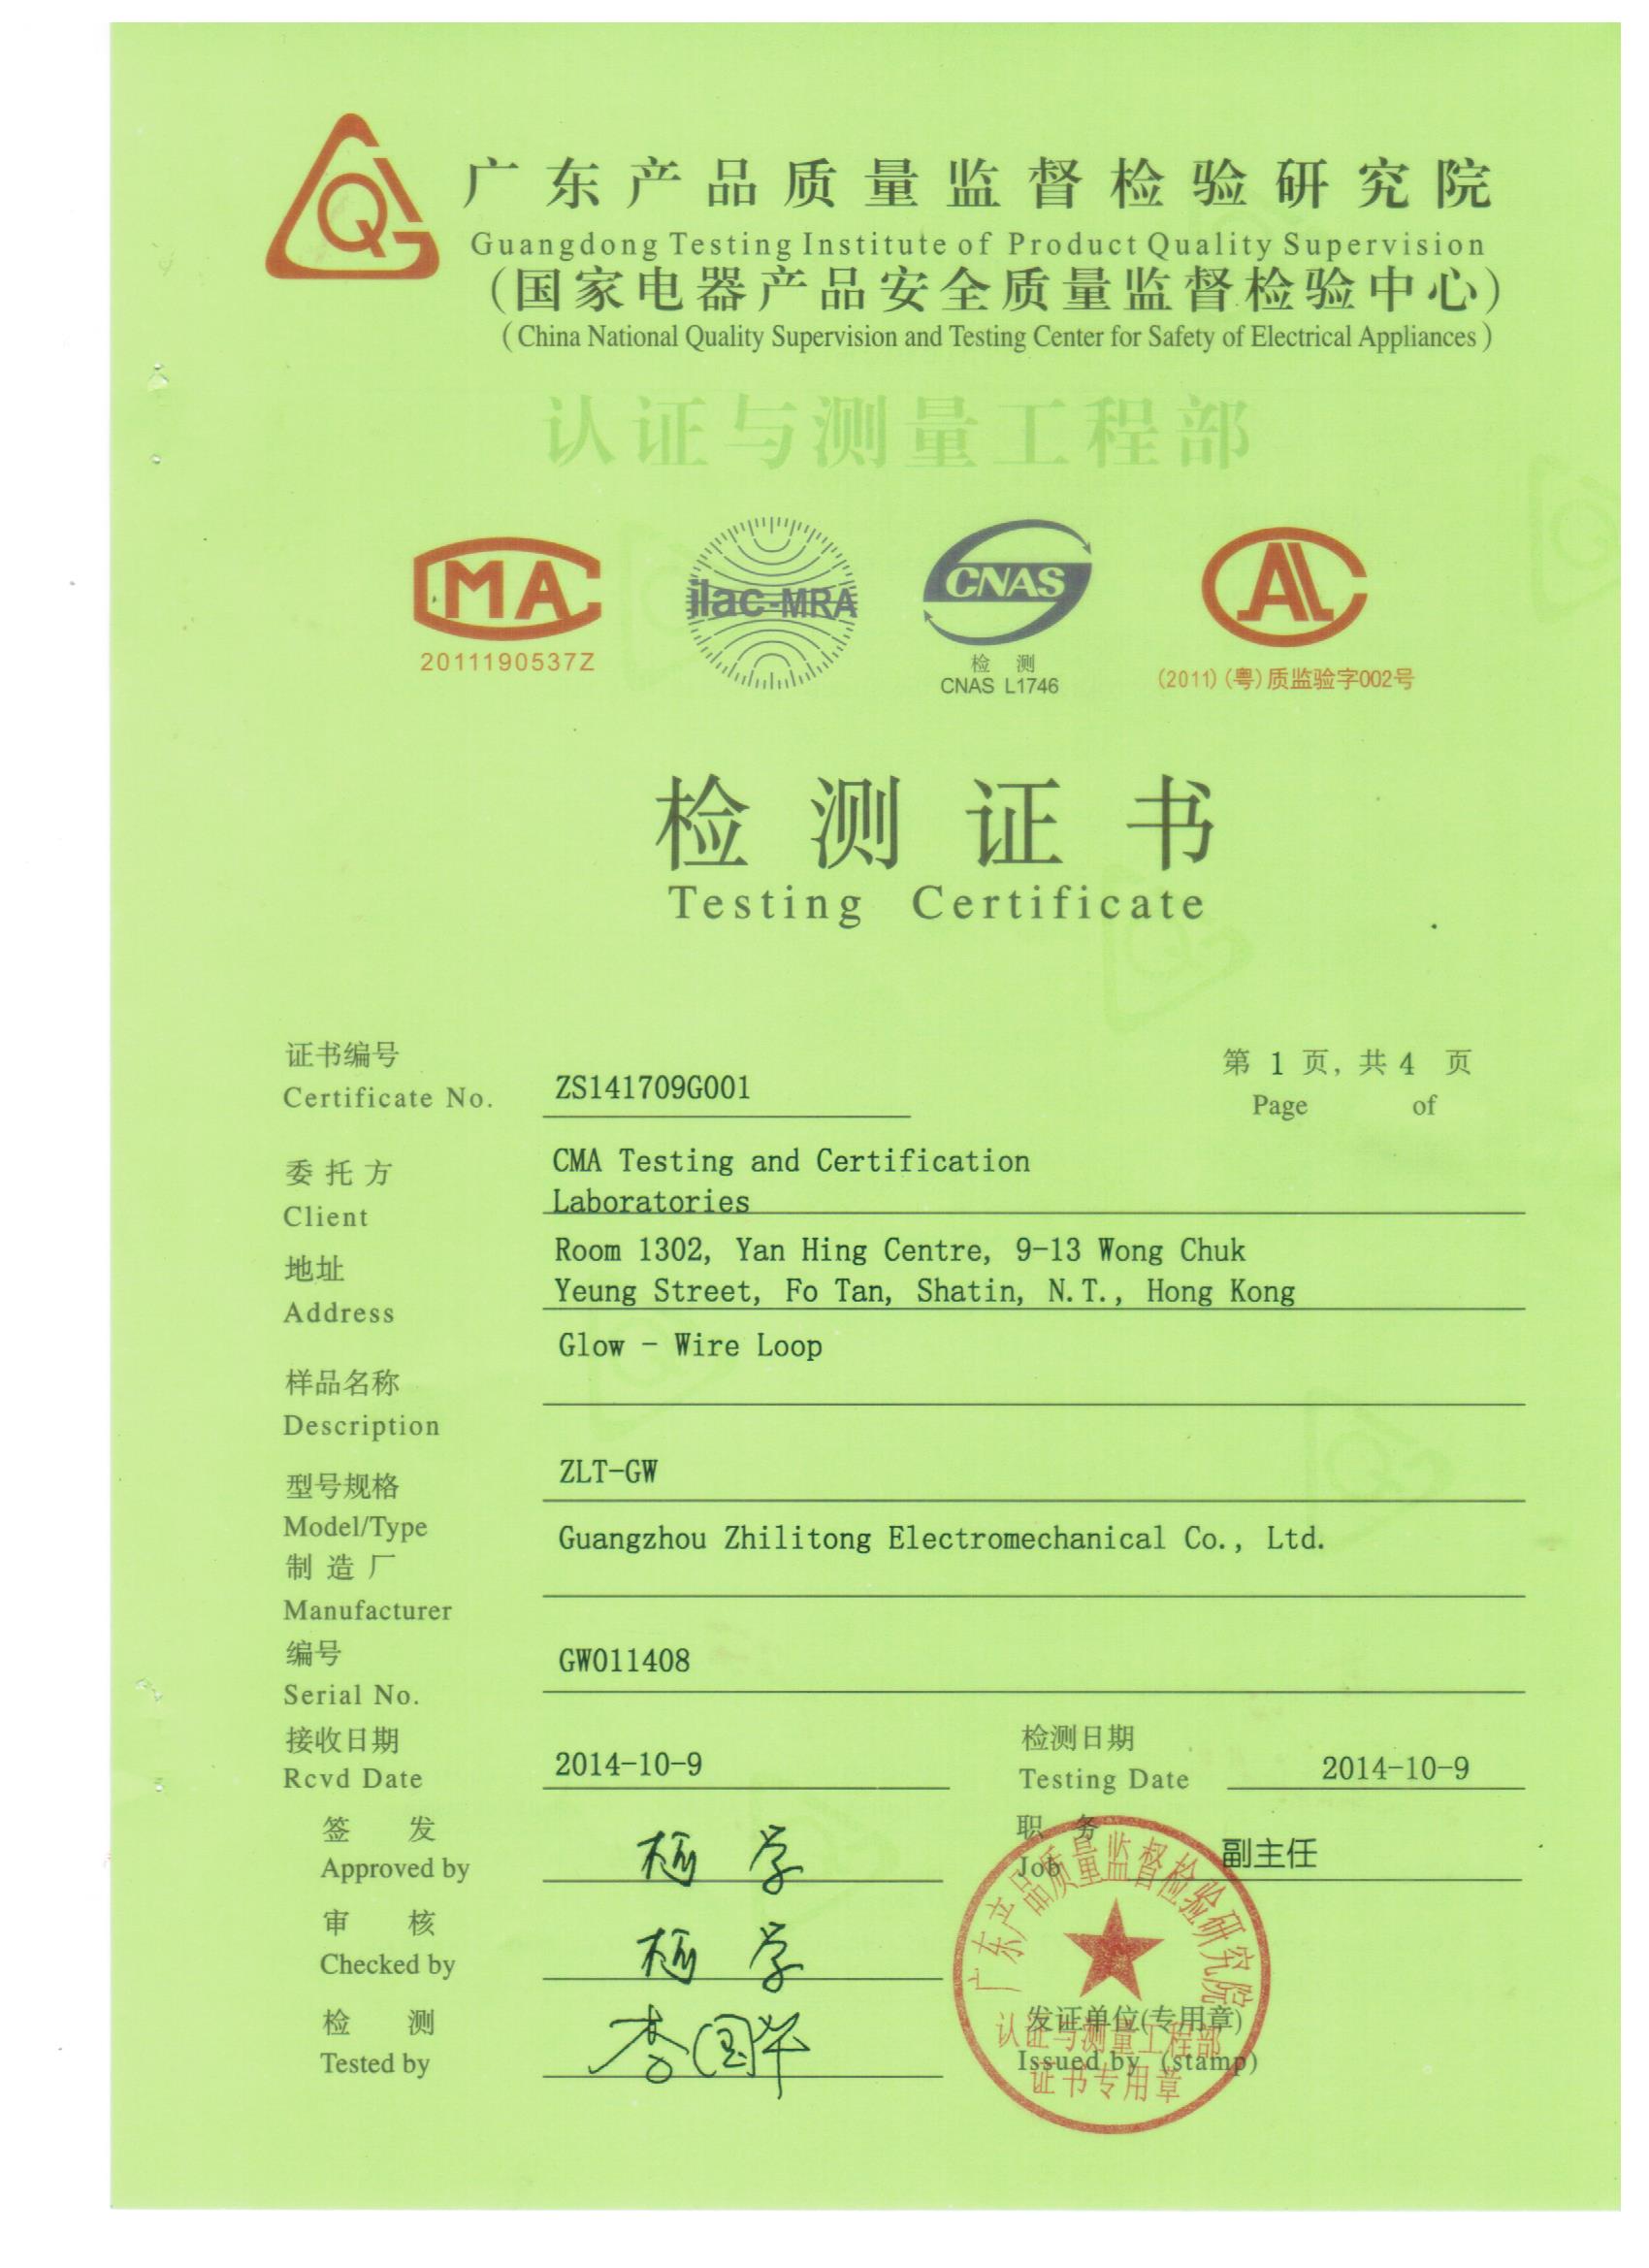 广东产品质量监督检验研究院
Guangdong Testing Institute of Product Quality Supervision
(国家电器产品安全质量监督检验中心)
(China National Quality Supervision and Testing Center for Safety of Electrical Appliances)
认证与测量工程部
MA
2011190537Z
ilac-MRA
CNAS
检 测
CNAS L1746
AL
(2011)(粤)质监验字002号
检测证书
Testing Certificate
证书编号
Certificate No. ZS141709G001
第 1 页, 共 4 页
Page of
委托方
Client
CMA Testing and Certification
Laboratories
地址
Address
Room 1302, Yan Hing Centre, 9-13 Wong Chuk
Yeung Street, Fo Tan, Shatin, N.T., Hong Kong
Glow - Wire Loop
样品名称
Description
ZLT-GW
型号规格
Model/Type
Guangzhou Zhilitong Electromechanical Co., Ltd.
制造厂
Manufacturer
编号
GW011408
Serial No.
接收日期
Rcvd Date 2014-10-9
检测日期
Testing Date 2014-10-9
签 发
Approved by
职 务
Job 副主任
审 核
Checked by
检 测
Tested by 李国华
发证单位(专用章)
Issued by (stamp)
广东产品质量监督检验研究院
认证与测量工程部
证书专用章